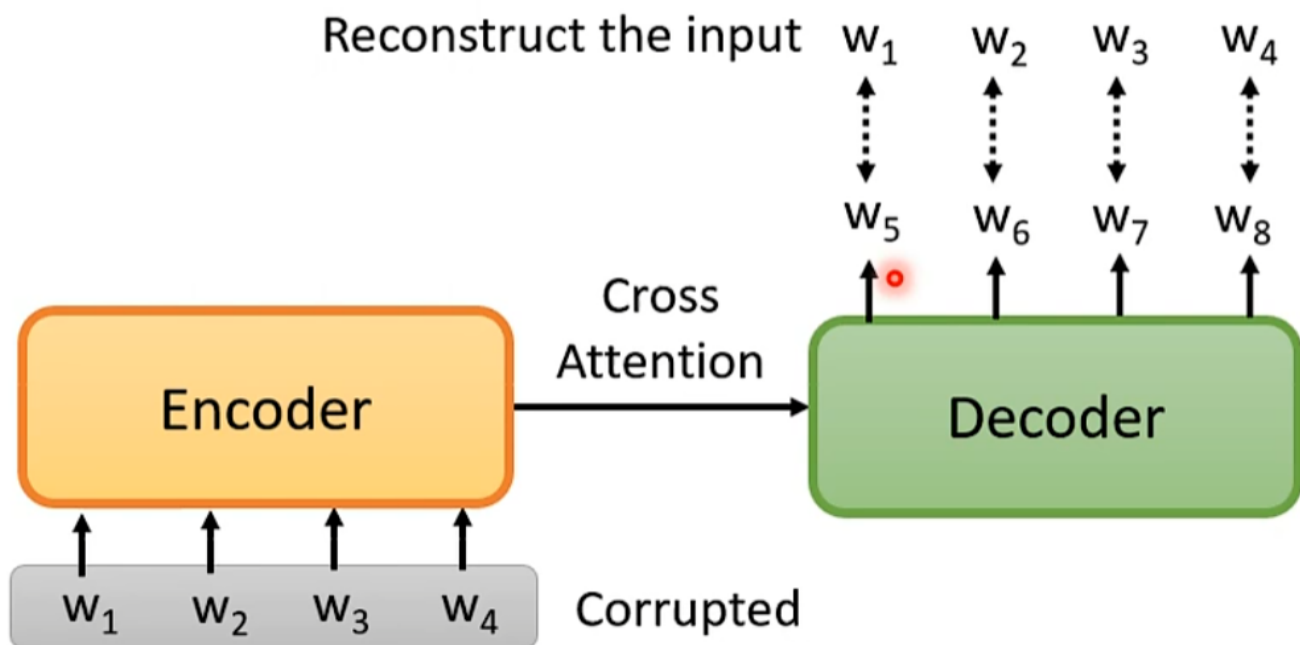 Reconstruct the input w₁ w₂ w₃ w₄
w₅ w₆ w₇ w₈
Cross
Attention
Encoder
Decoder
w₁ w₂ w₃ w₄ Corrupted